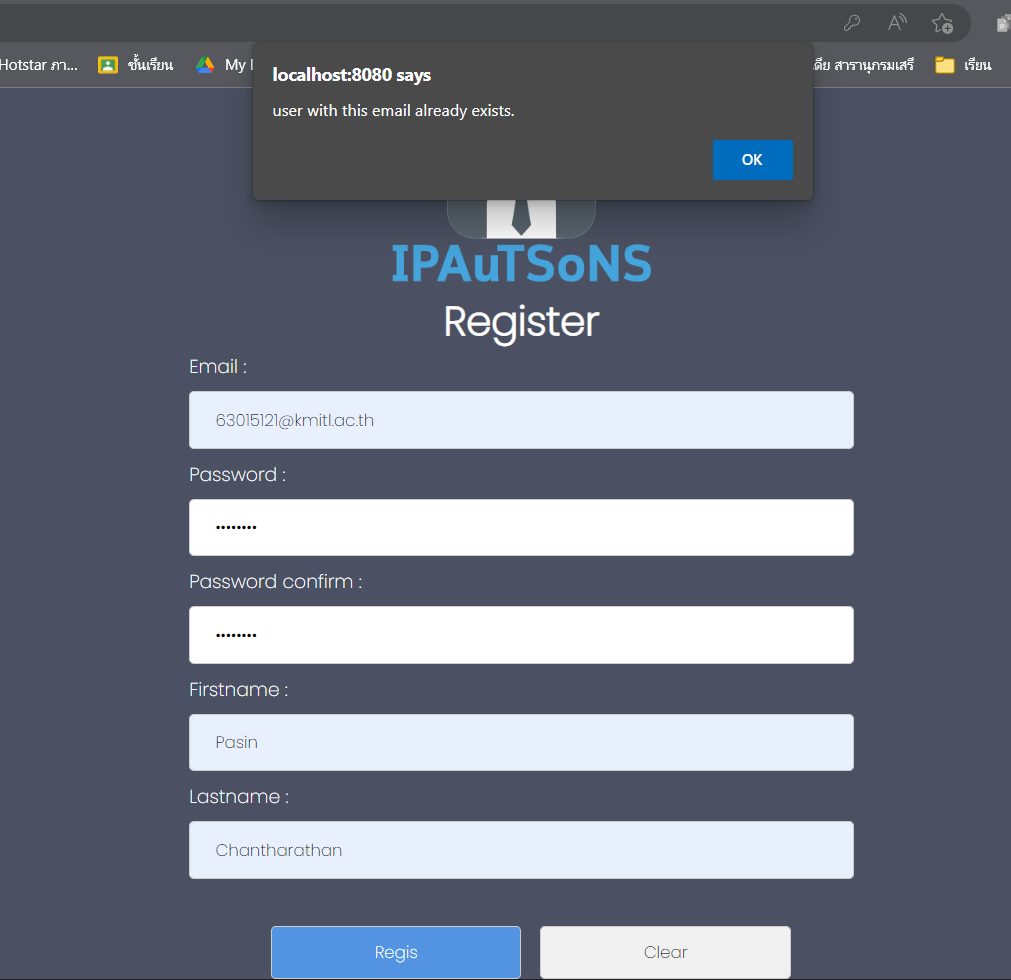 Hotstar ภา...
ชั้นเรียน
My
สารานุกรมเสรี
เรียน
localhost:8080 says
user with this email already exists.
OK
IPAuTSoNS
Register
Email :
63015121@kmitl.ac.th
Password :
••••••••
Password confirm :
••••••••
Firstname :
Pasin
Lastname :
Chantharathan
Regis
Clear